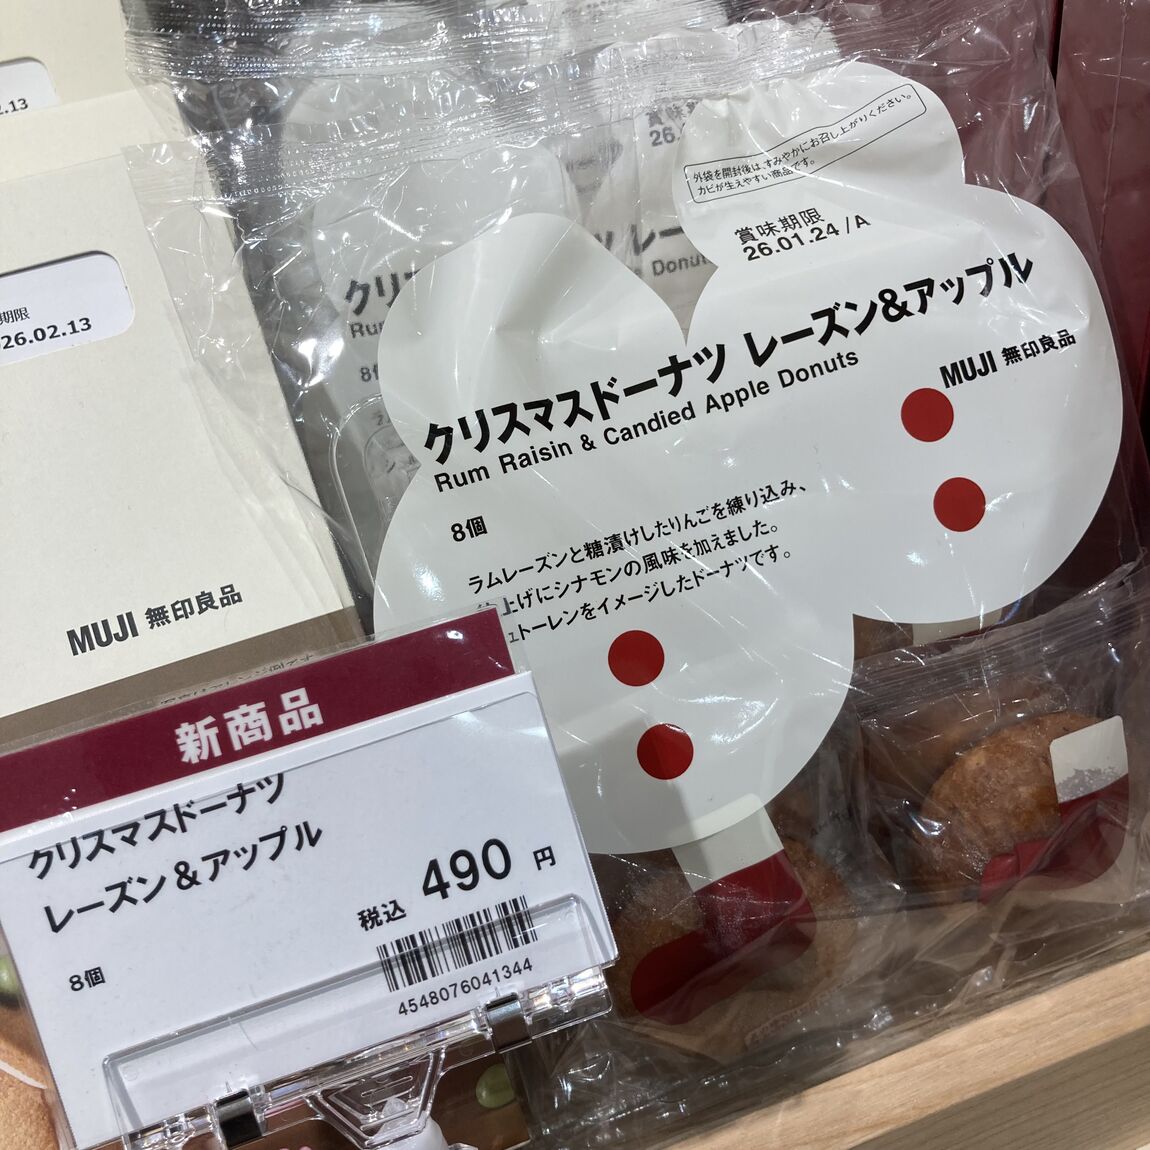 外袋を開封後は、すみやかにお召し上がりください。
カビが生えやすい商品です。
賞味期限
26.01.24 /A
クリスマスドーナツ レーズン&アップル
Rum Raisin & Candied Apple Donuts
MUJI 無印良品
8個
ラムレーズンと糖漬けしたりんごを練り込み、
上げにシナモンの風味を加えました。
ュトーレンをイメージしたドーナツです。
期限
26.02.13
MUJI 無印良品
新商品
クリスマスドーナツ
レーズン&アップル
8個
税込 490 円
4548076041344